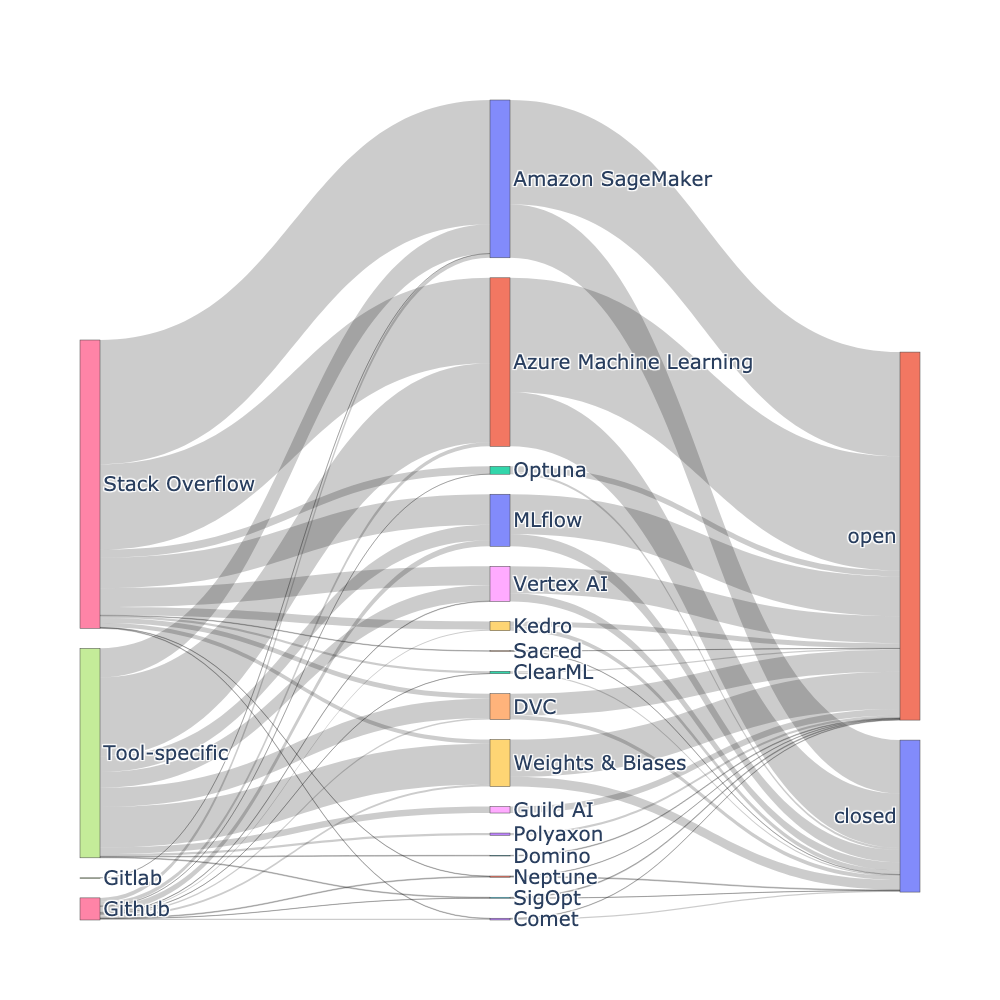 Stack Overflow
Tool-specific
Gitlab
Github
Amazon SageMaker
Azure Machine Learning
Optuna
MLflow
Vertex AI
Kedro
Sacred
ClearML
DVC
Weights & Biases
Guild AI
Polyaxon
Domino
Neptune
SigOpt
Comet
open
closed